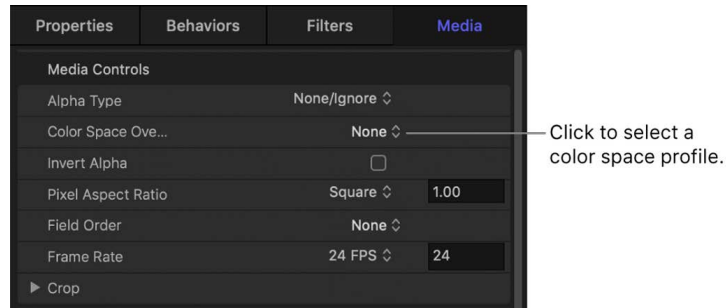 Properties Behaviors Filters Media
Media Controls
Alpha Type None/Ignore
Color Space Ove... None
Invert Alpha
Pixel Aspect Ratio Square 1.00
Field Order None
Frame Rate 24 FPS 24
Crop
Click to select a
color space profile.